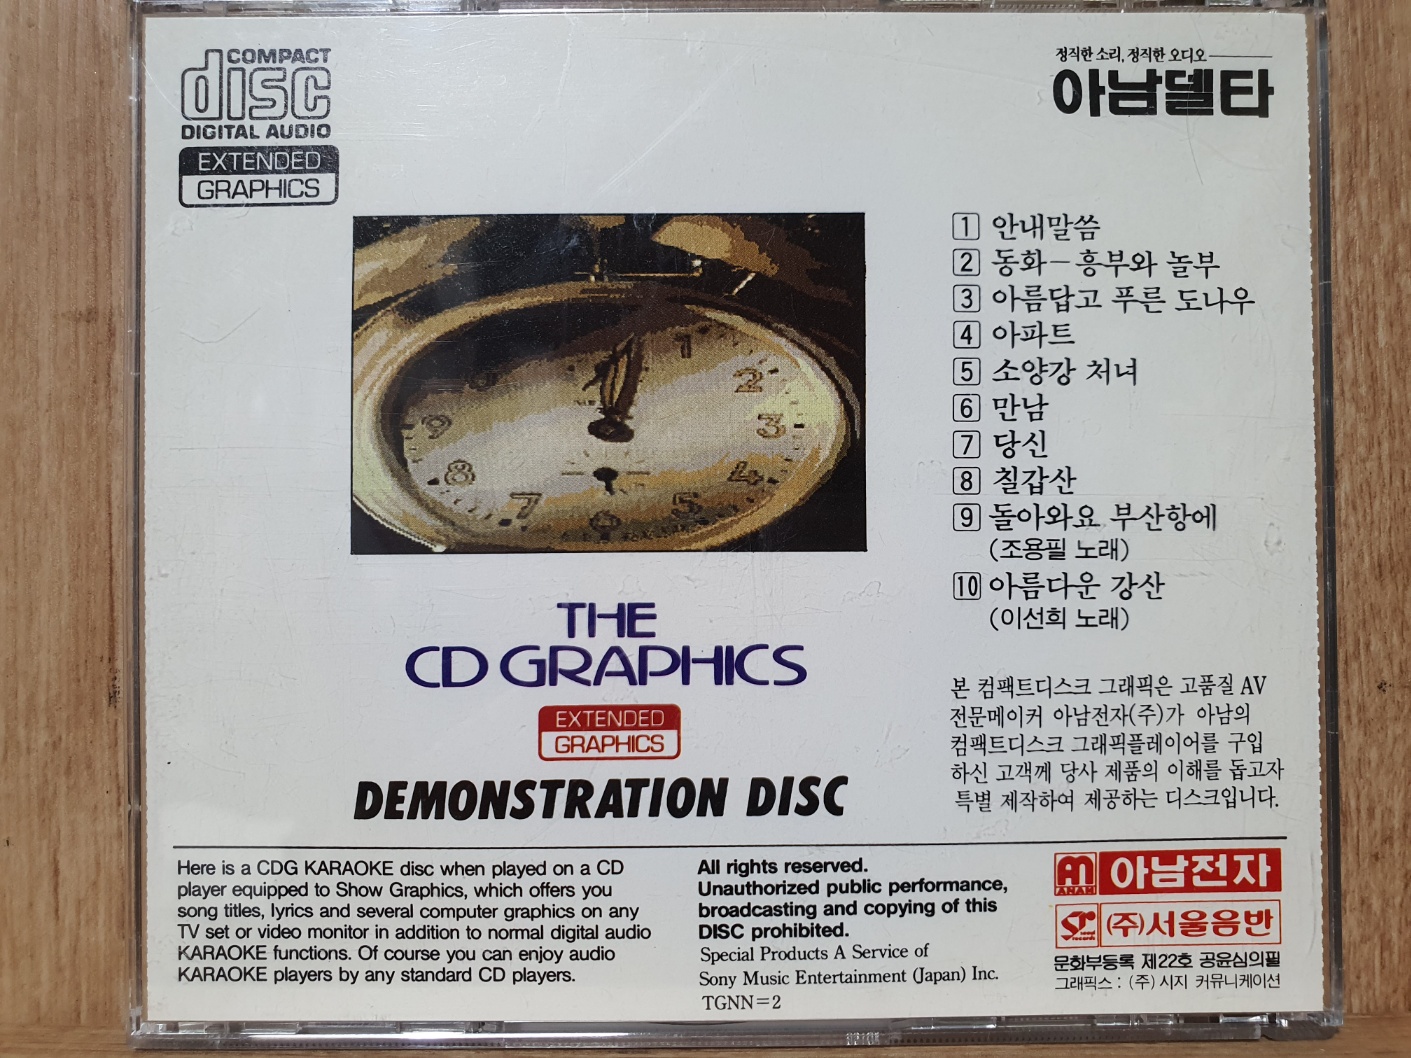 COMPACT
disc
DIGITAL AUDIO
EXTENDED
GRAPHICS
정직한 소리, 정직한 오디오
아남델타
1
2
3
4
5
6
7
8
9
1 안내말씀
2 동화－흥부와 놀부
3 아름답고 푸른 도나우
4 아파트
5 소양강 처녀
6 만남
7 당신
8 칠갑산
9 돌아와요 부산항에
(조용필 노래)
10 아름다운 강산
(이선희 노래)
THE
CD GRAPHICS
EXTENDED
GRAPHICS
DEMONSTRATION DISC
본 컴팩트디스크 그래픽은 고품질 AV
전문메이커 아남전자(주)가 아남의
컴팩트디스크 그래픽플레이어를 구입
하신 고객께 당사 제품의 이해를 돕고자
특별 제작하여 제공하는 디스크입니다.
Here is a CDG KARAOKE disc when played on a CD
player equipped to Show Graphics, which offers you
song titles, lyrics and several computer graphics on any
TV set or video monitor in addition to normal digital audio
KARAOKE functions. Of course you can enjoy audio
KARAOKE players by any standard CD players.
All rights reserved.
Unauthorized public performance,
broadcasting and copying of this
DISC prohibited.
Special Products A Service of
Sony Music Entertainment (Japan) Inc.
TGNN=2
ANAM 아남전자
seoul records (주)서울음반
문화부등록 제22호 공윤심의필
그래픽스 : (주) 시지 커뮤니케이션